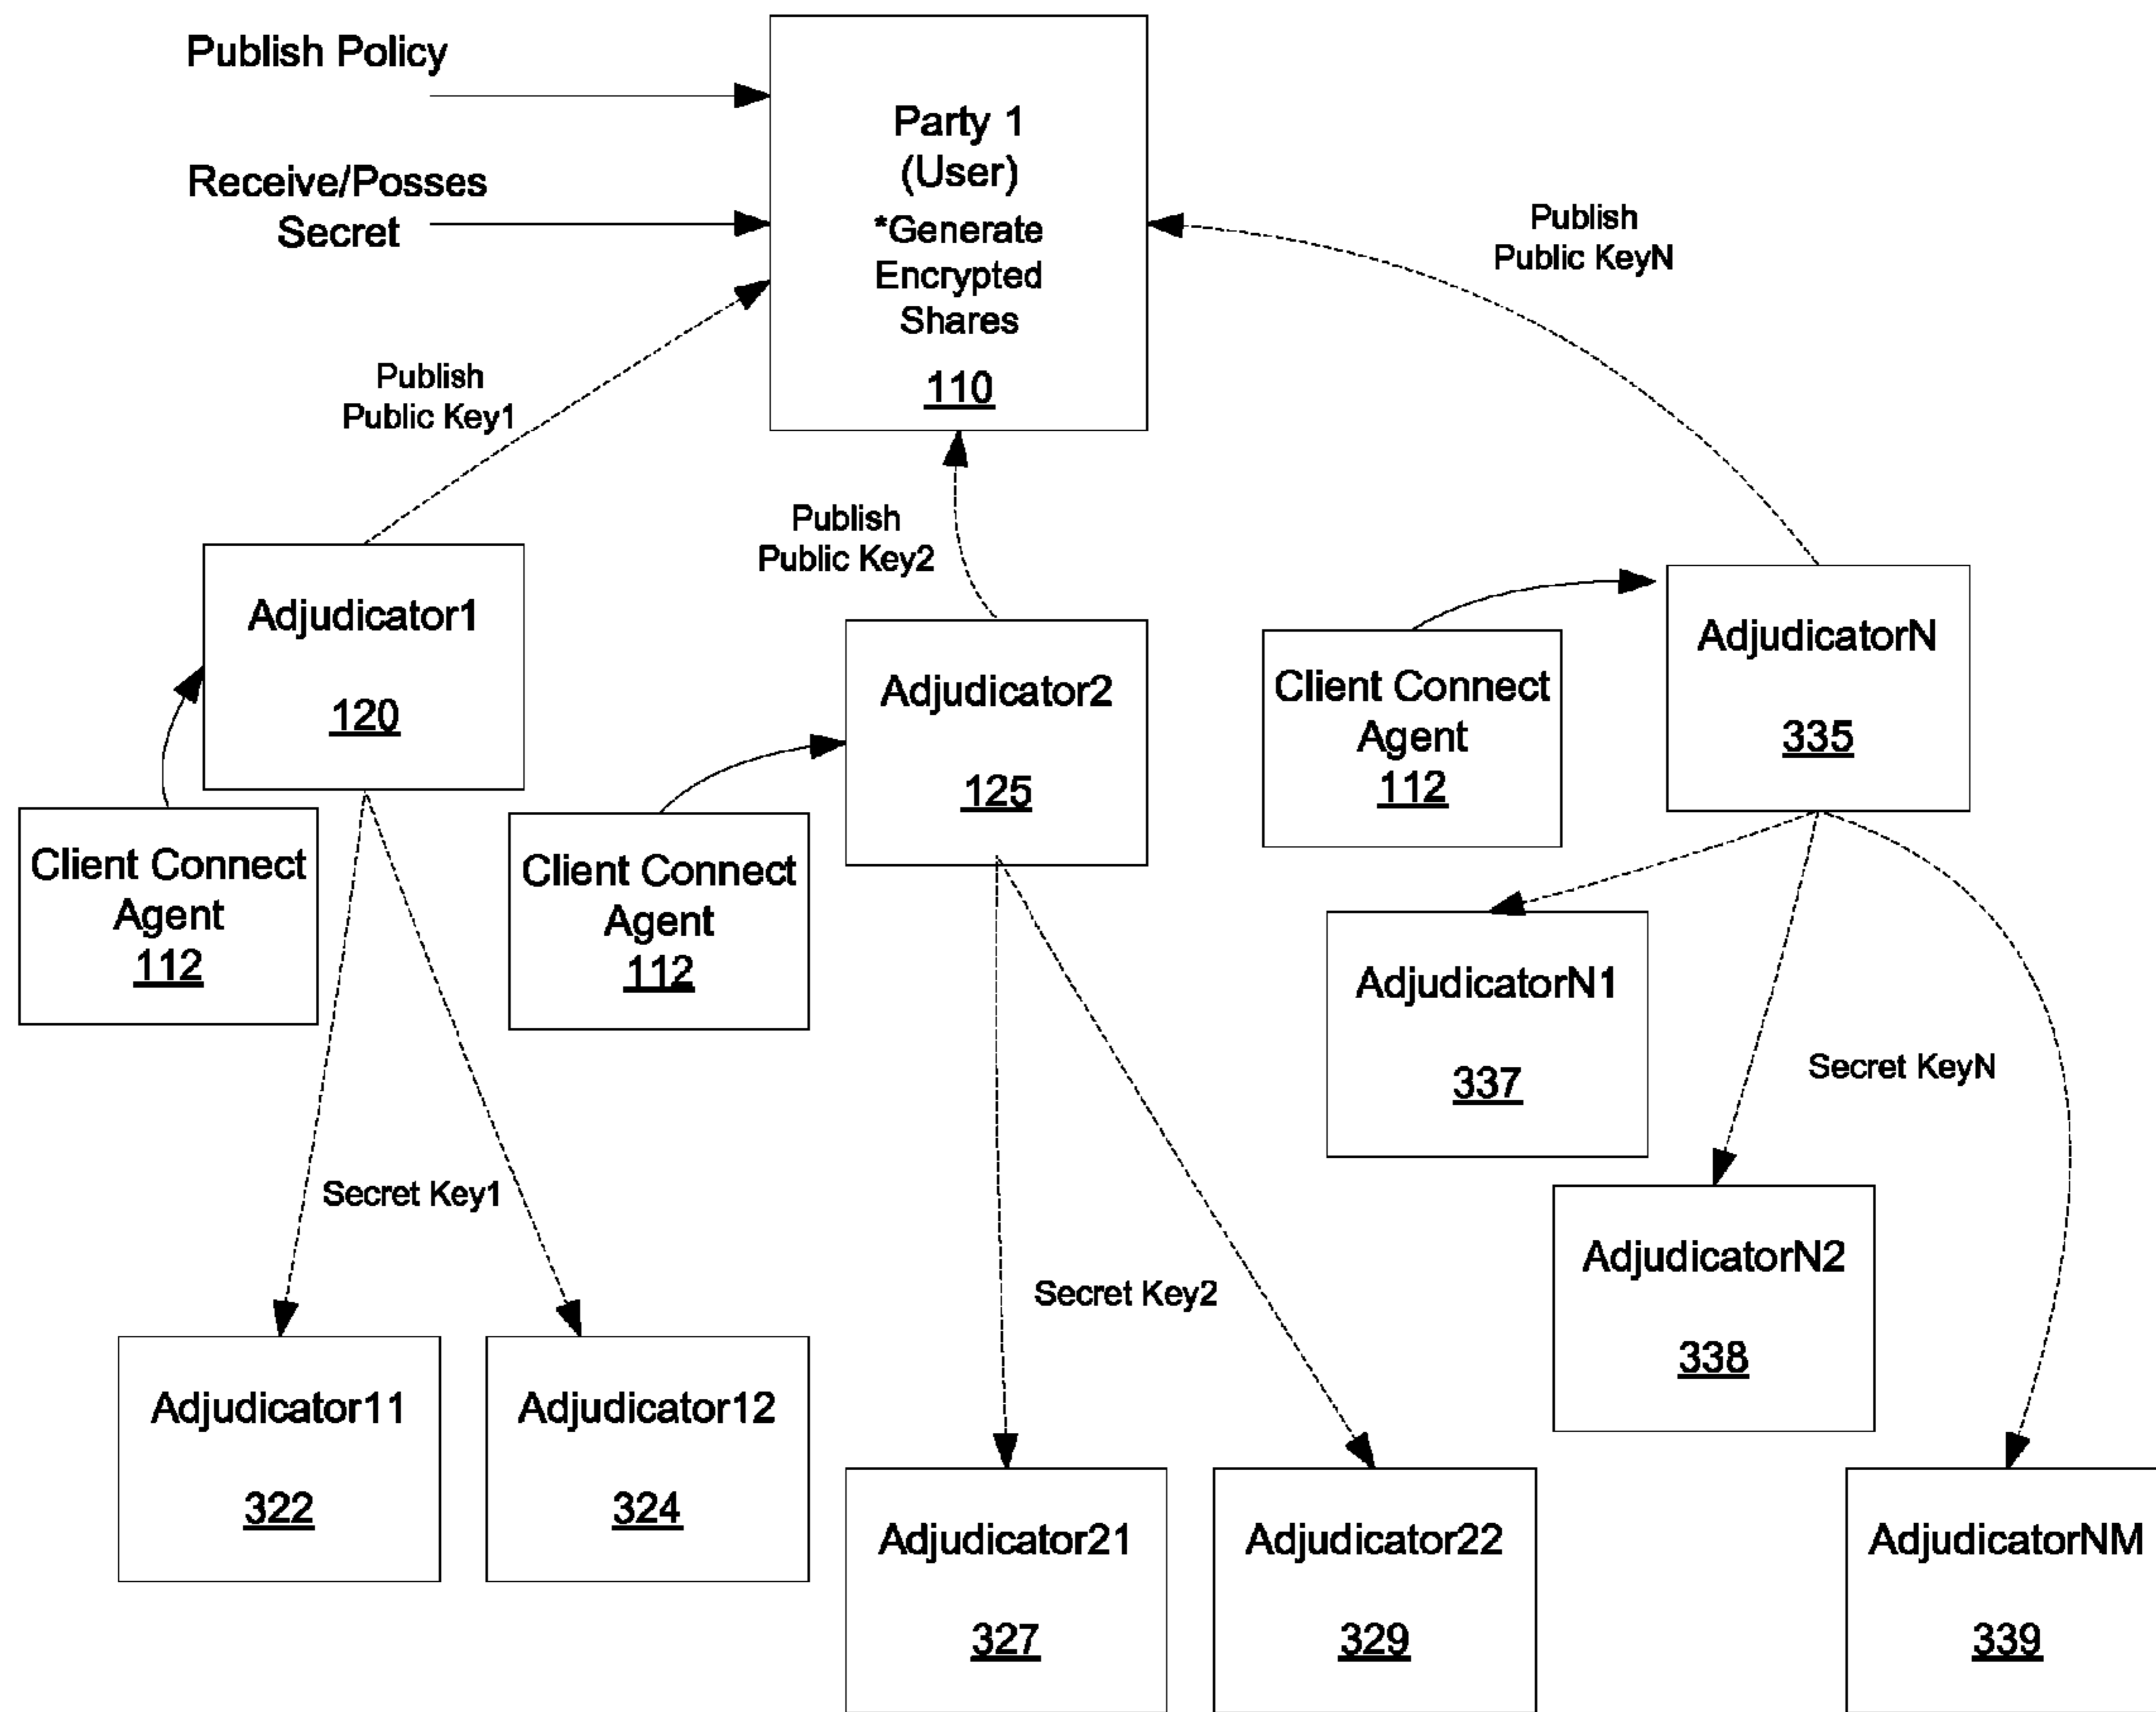 Publish Policy
Receive/Posses
Secret
Party 1
(User)
*Generate
Encrypted
Shares
110
Publish
Public KeyN
Publish
Public Key1
Publish
Public Key2
Adjudicator1
120
Adjudicator2
125
Client Connect
Agent
112
AdjudicatorN
335
Client Connect
Agent
112
Client Connect
Agent
112
AdjudicatorN1
337
Secret KeyN
Secret Key1
AdjudicatorN2
338
Secret Key2
Adjudicator11
322
Adjudicator12
324
Adjudicator21
327
Adjudicator22
329
AdjudicatorNM
339